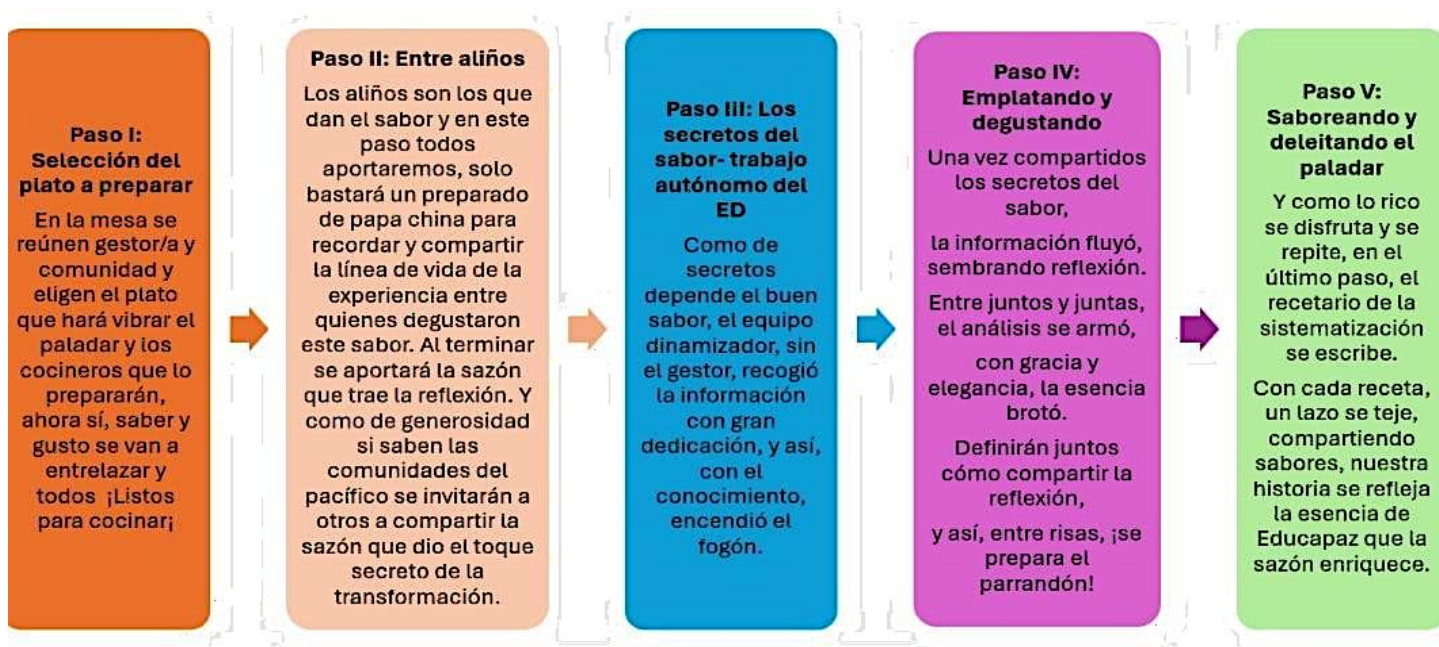 Paso I:
Selección del
plato a preparar
En la mesa se
reúnen gestor/a y
comunidad y
eligen el plato
que hará vibrar el
paladar y los
cocineros que lo
prepararán,
ahora sí, saber y
gusto se van a
entrelazar y
todos ¡Listos
para cocinar¡
Paso II: Entre aliños
Los aliños son los que
dan el sabor y en este
paso todos
aportaremos, solo
bastará un preparado
de papa china para
recordar y compartir
la línea de vida de la
experiencia entre
quienes degustaron
este sabor. Al terminar
se aportará la sazón
que trae la reflexión. Y
como de generosidad
si saben las
comunidades del
pacífico se invitarán a
otros a compartir la
sazón que dio el toque
secreto de la
transformación.
Paso III: Los
secretos del
sabor- trabajo
autónomo del
ED
Como de
secretos
depende el buen
sabor, el equipo
dinamizador, sin
el gestor, recogió
la información
con gran
dedicación, y así,
con el
conocimiento,
encendió el
fogón.
Paso IV:
Emplatando y
degustando
Una vez compartidos
los secretos del
sabor,
la información fluyó,
sembrando reflexión.
Entre juntos y juntas,
el análisis se armó,
con gracia y
elegancia, la esencia
brotó.
Definirán juntos
cómo compartir la
reflexión,
y así, entre risas, ¡se
prepara el
parrandón!
Paso V:
Saboreando y
deleitando el
paladar
Y como lo rico
se disfruta y se
repite, en el
último paso, el
recetario de la
sistematización
se escribe.
Con cada receta,
un lazo se teje,
compartiendo
sabores, nuestra
historia se refleja
la esencia de
Educapaz que la
sazón enriquece.